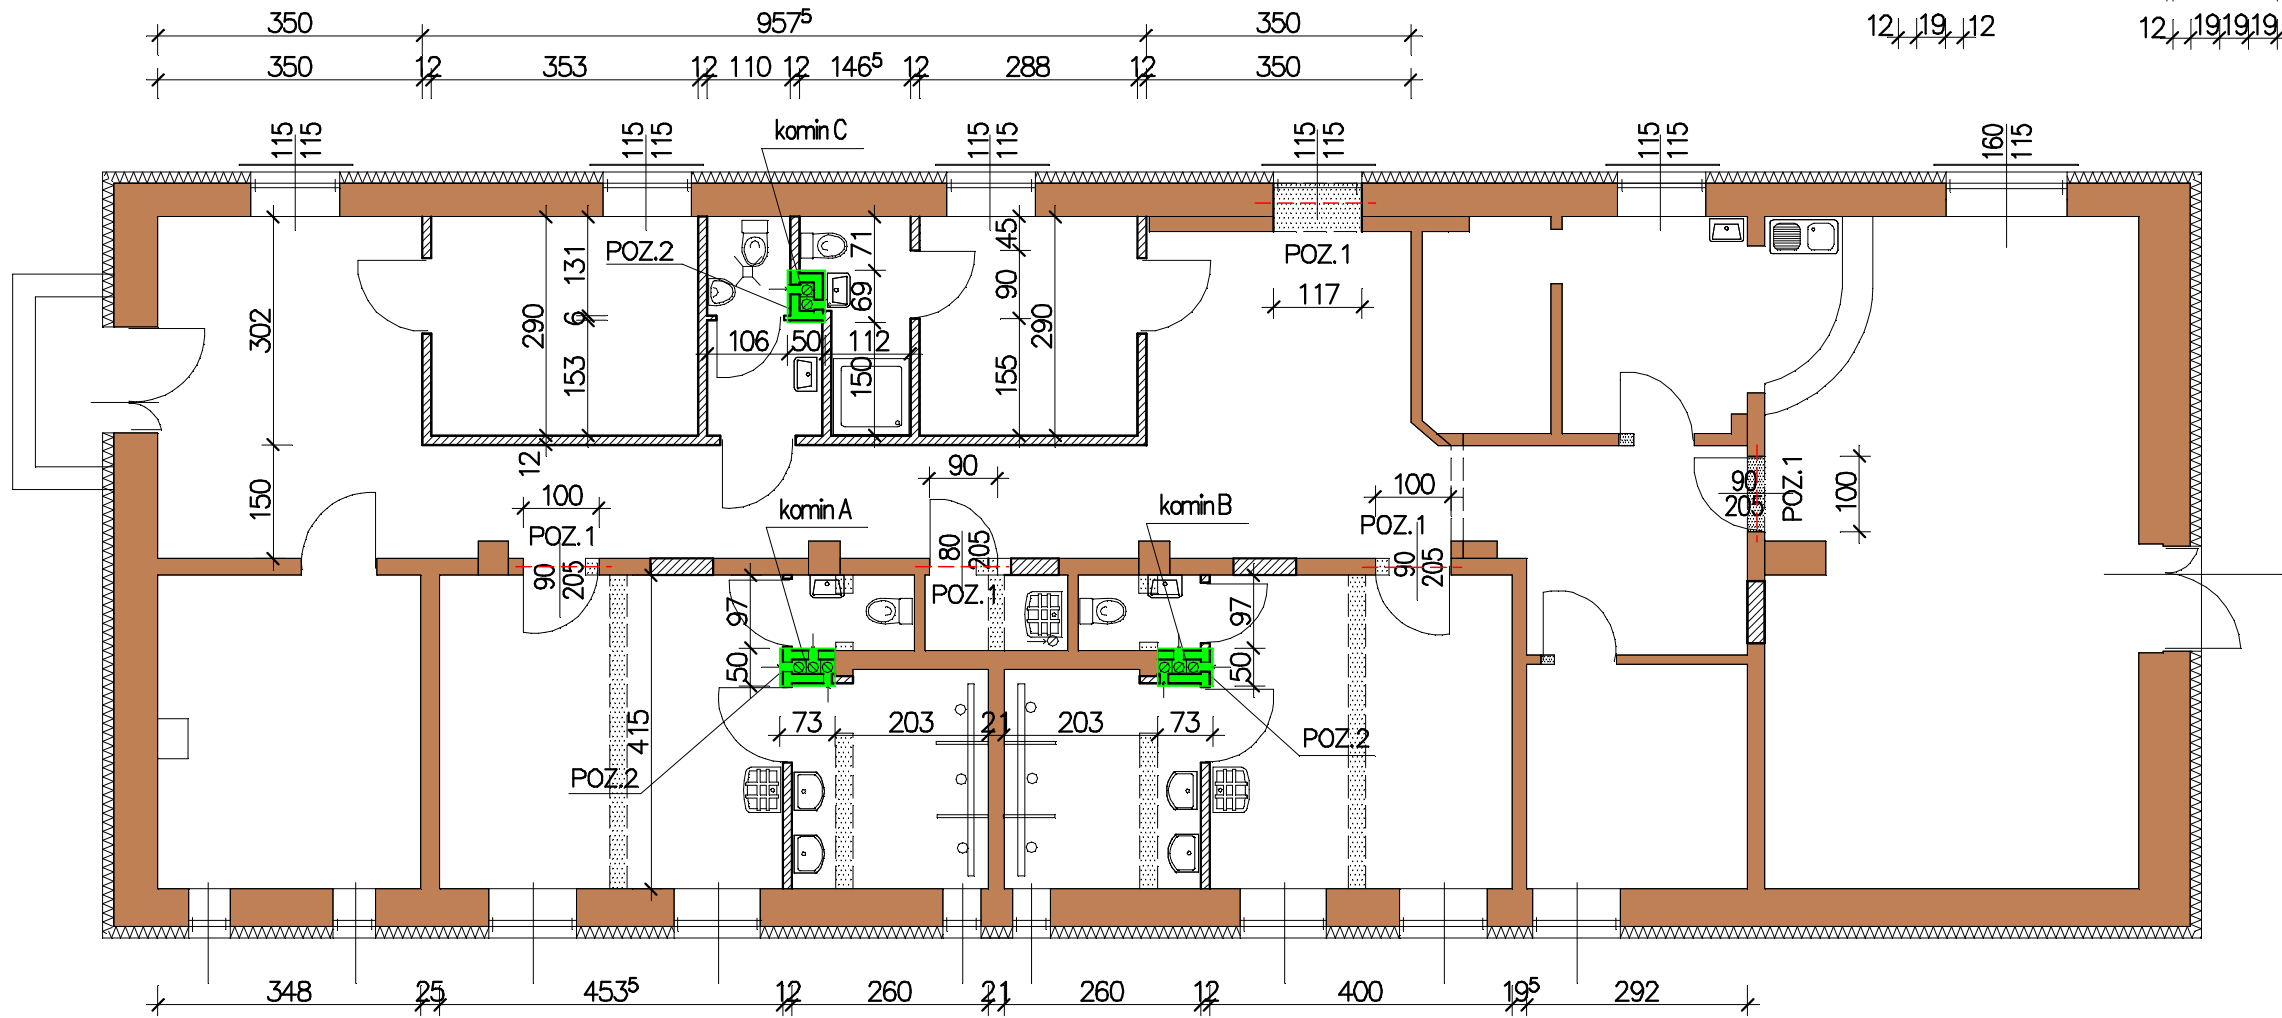 350 957⁵ 350 12 19 12 12 19 19 19
350 12 353 12 110 12 146⁵ 12 288 12 350
komin C
115 115 115 115 115 115 115 115 115 115 160 115
POZ.2 131 71 45 POZ.1
302 290 6 69 90 290 117
106 50 112
153 150 155
12 90
150 100 komin A komin B 100 90 205 POZ.1 100
POZ.1 POZ.1
90 205 80 205 90 205
97 POZ.1 97
50 50
415 73 203 21 203 73
POZ.2 POZ.2
348 25 453⁵ 12 260 21 260 12 400 19⁵ 292